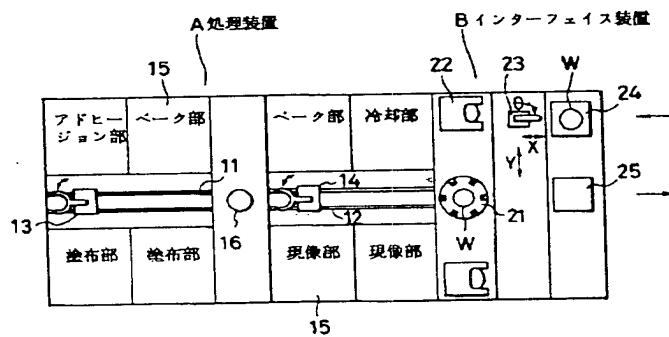 A 処理装置
B インターフェイス装置
15
22
23
W
24
アドヒー
ジョン部
ベーク部
ベーク部
冷却部
θ
X
Y
11
14
25
13
16
12
21
W
塗布部
塗布部
現像部
現像部
15